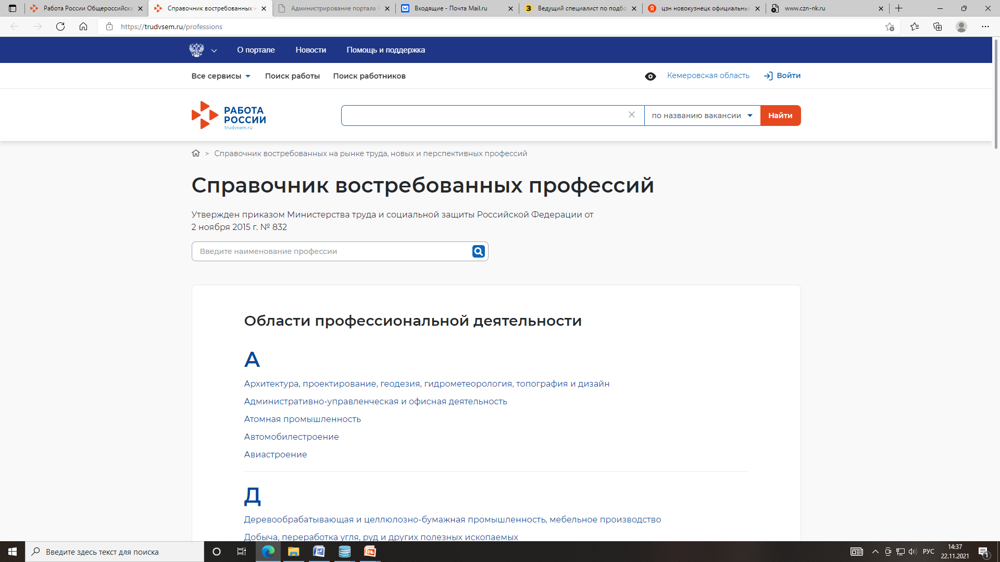 Работа России Общероссийска
Справочник востребованных н
Администрирование портала Р
Входящие - Почта Mail.ru
Ведущий специалист по подбо
цзн новокузнецк официальны
www.czn-nk.ru
https://trudvsem.ru/professions
О портале
Новости
Помощь и поддержка
Все сервисы
Поиск работы
Поиск работников
Кемеровская область
Войти
РАБОТА
РОССИИ
trudvsem.ru
по названию вакансии
Найти
> Справочник востребованных на рынке труда, новых и перспективных профессий
Справочник востребованных профессий
Утвержден приказом Министерства труда и социальной защиты Российской Федерации от
2 ноября 2015 г. № 832
Введите наименование профессии
Области профессиональной деятельности
А
Архитектура, проектирование, геодезия, гидрометеорология, топография и дизайн
Административно-управленческая и офисная деятельность
Атомная промышленность
Автомобилестроение
Авиастроение
Д
Деревообрабатывающая и целлюлозно-бумажная промышленность, мебельное производство
Добыча, переработка угля, руд и других полезных ископаемых
Введите здесь текст для поиска
РУС
14:37
22.11.2021
1